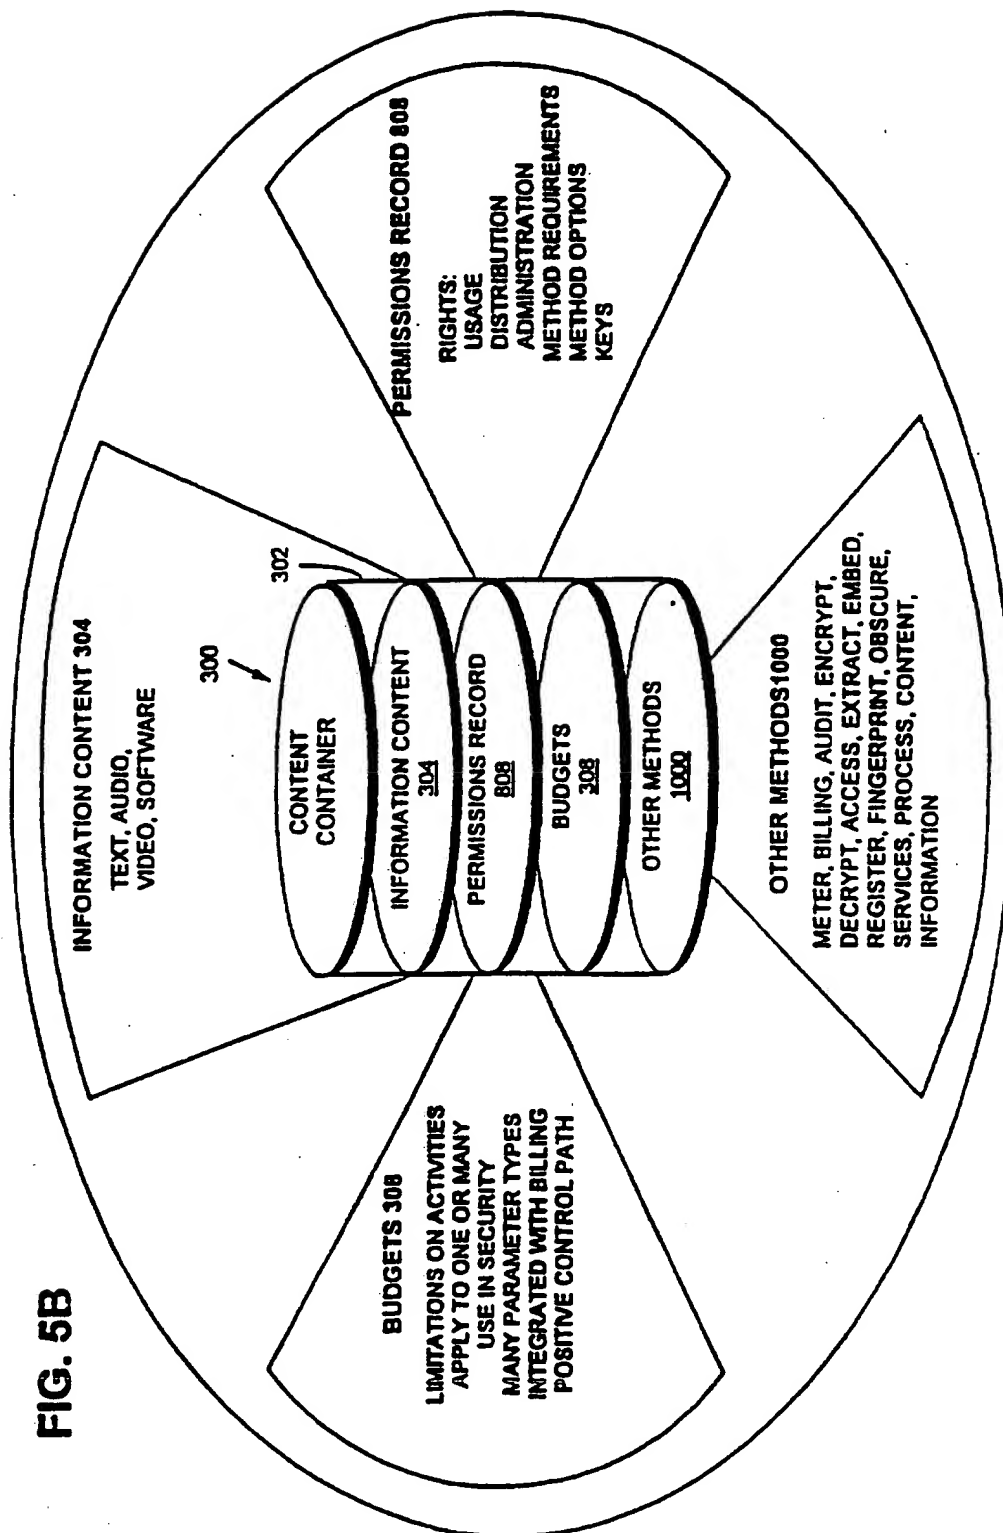 FIG. 5B
INFORMATION CONTENT 304
TEXT, AUDIO,
VIDEO, SOFTWARE
BUDGETS 308
LIMITATIONS ON ACTIVITIES
APPLY TO ONE OR MANY
USE IN SECURITY
MANY PARAMETER TYPES
INTEGRATED WITH BILLING
POSITIVE CONTROL PATH
300
302
CONTENT
CONTAINER
INFORMATION CONTENT
304
PERMISSIONS RECORD
808
BUDGETS
308
OTHER METHODS
1000
PERMISSIONS RECORD 808
RIGHTS:
USAGE
DISTRIBUTION
ADMINISTRATION
METHOD REQUIREMENTS
METHOD OPTIONS
KEYS
OTHER METHODS1000
METER, BILLING, AUDIT, ENCRYPT,
DECRYPT, ACCESS, EXTRACT, EMBED,
REGISTER, FINGERPRINT, OBSCURE,
SERVICES, PROCESS, CONTENT,
INFORMATION